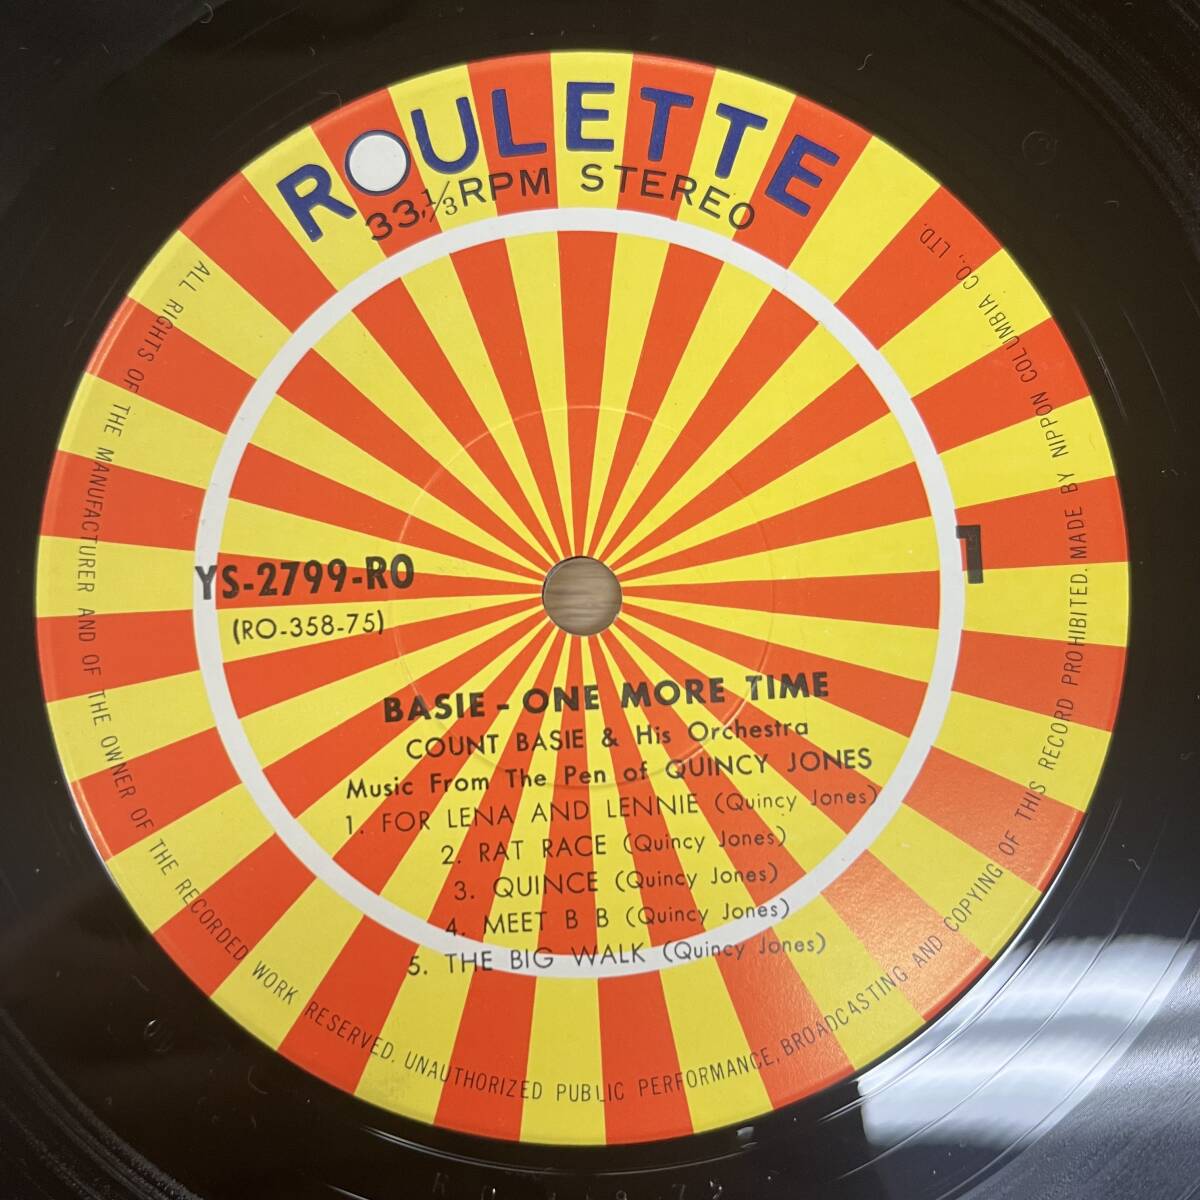 ROULETTE
33 1/3 RPM STEREO
YS-2799-RO
(RO-358-75)
1
BASIE - ONE MORE TIME
COUNT BASIE & His Orchestra
Music From The Pen of QUINCY JONES
1. FOR LENA AND LENNIE (Quincy Jones)
2. RAT RACE (Quincy Jones)
3. QUINCE (Quincy Jones)
4. MEET B B (Quincy Jones)
5. THE BIG WALK (Quincy Jones)
ALL RIGHTS OF THE MANUFACTURER AND OF THE OWNER OF THE RECORDED WORK RESERVED. UNAUTHORIZED PUBLIC PERFORMANCE, BROADCASTING AND COPYING OF THIS RECORD PROHIBITED. MADE BY NIPPON COLUMBIA CO., LTD.